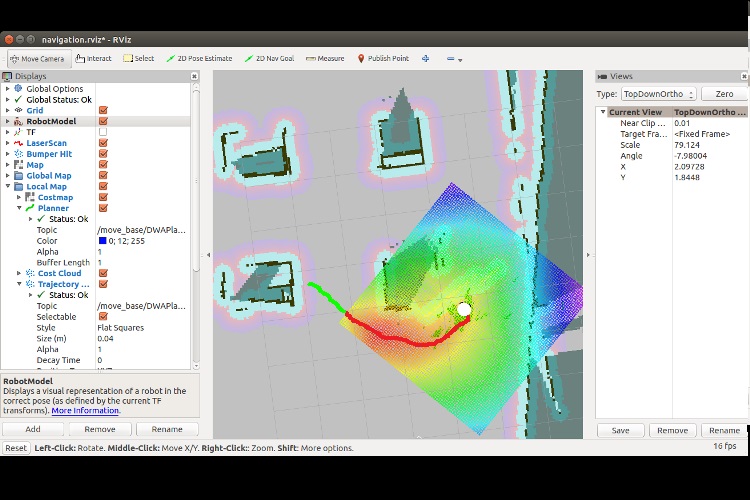 navigation.rviz* - RViz
Move Camera Interact Select 2D Pose Estimate 2D Nav Goal Measure Publish Point
Displays
Global Options
Global Status: Ok
Grid
RobotModel
TF
LaserScan
Bumper Hit
Map
Global Map
Local Map
Costmap
Planner
Status: Ok
Topic /move_base/DWAPla...
Color 0; 12; 255
Alpha 1
Buffer Length 1
Cost Cloud
Trajectory ...
Status: Ok
Topic /move_base/DWAPla...
Selectable
Style Flat Squares
Size (m) 0.04
Alpha 1
Decay Time 0
RobotModel
Displays a visual representation of a robot in the
correct pose (as defined by the current TF
transforms). More Information.
Add Remove Rename
Views
Type: TopDownOrtho Zero
Current View TopDownOrtho ...
Near Clip ... 0.01
Target Fra... <Fixed Frame>
Scale 79.124
Angle -7.98004
X 2.09728
Y 1.8448
Save Remove Rename
Reset Left-Click: Rotate. Middle-Click: Move X/Y. Right-Click:: Zoom. Shift: More options. 16 fps